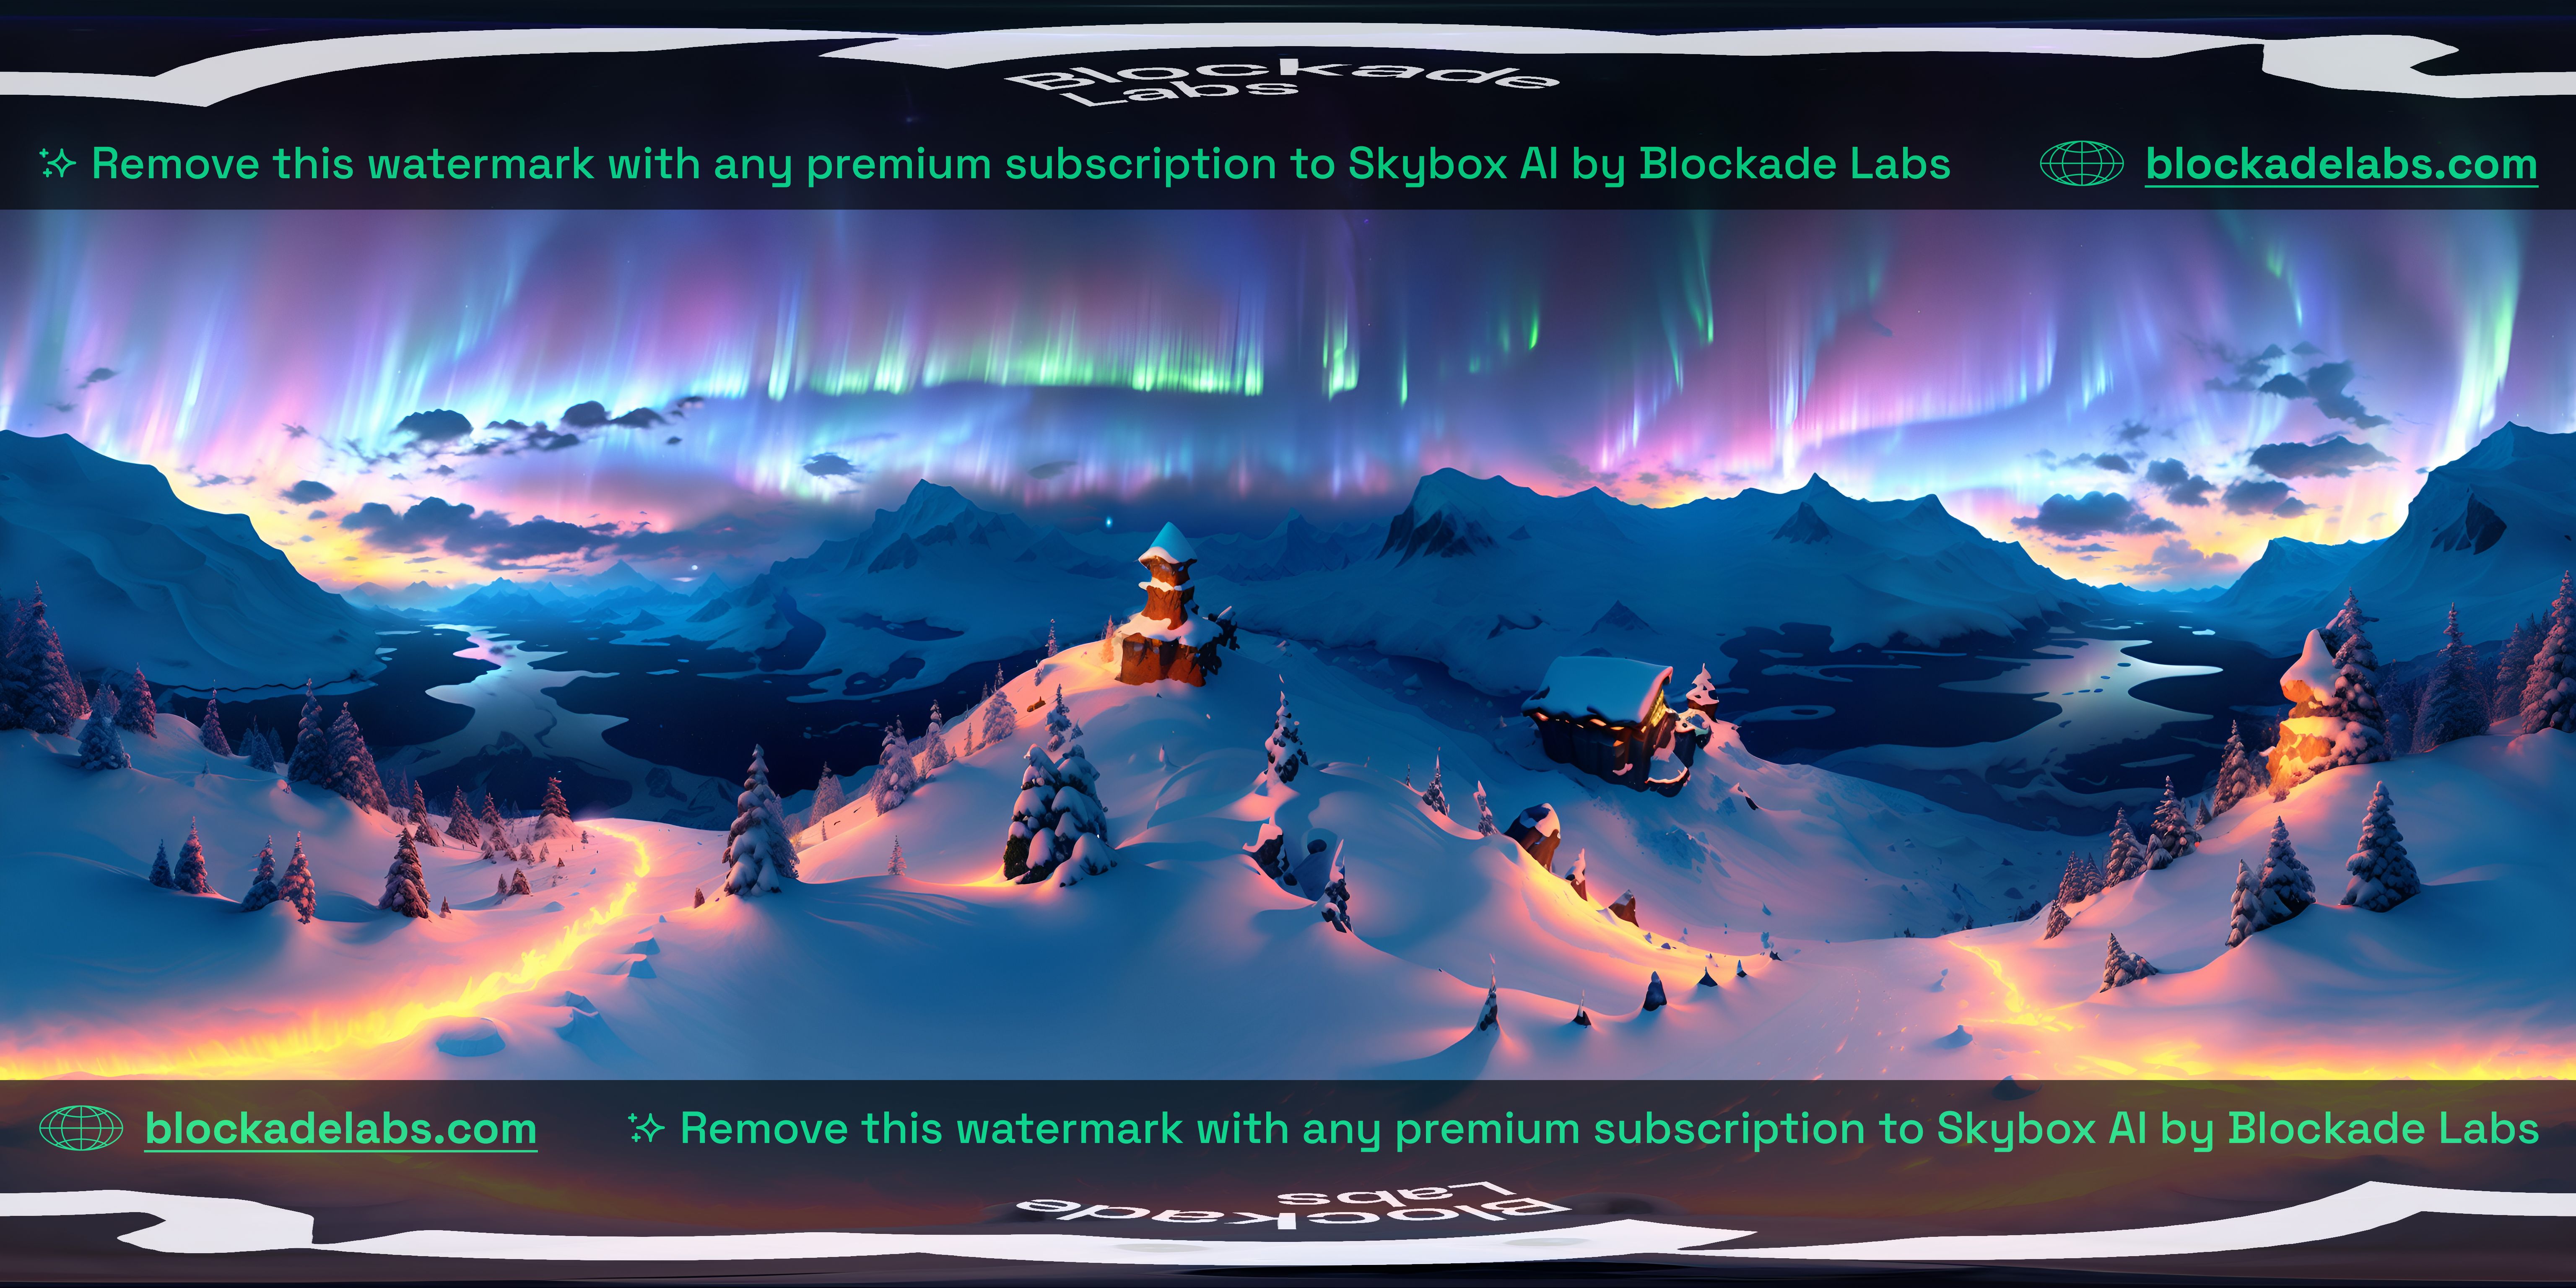 Blockade
Labs
Remove this watermark with any premium subscription to Skybox AI by Blockade Labs
blockadelabs.com
blockadelabs.com
Remove this watermark with any premium subscription to Skybox AI by Blockade Labs
Blockade
Labs